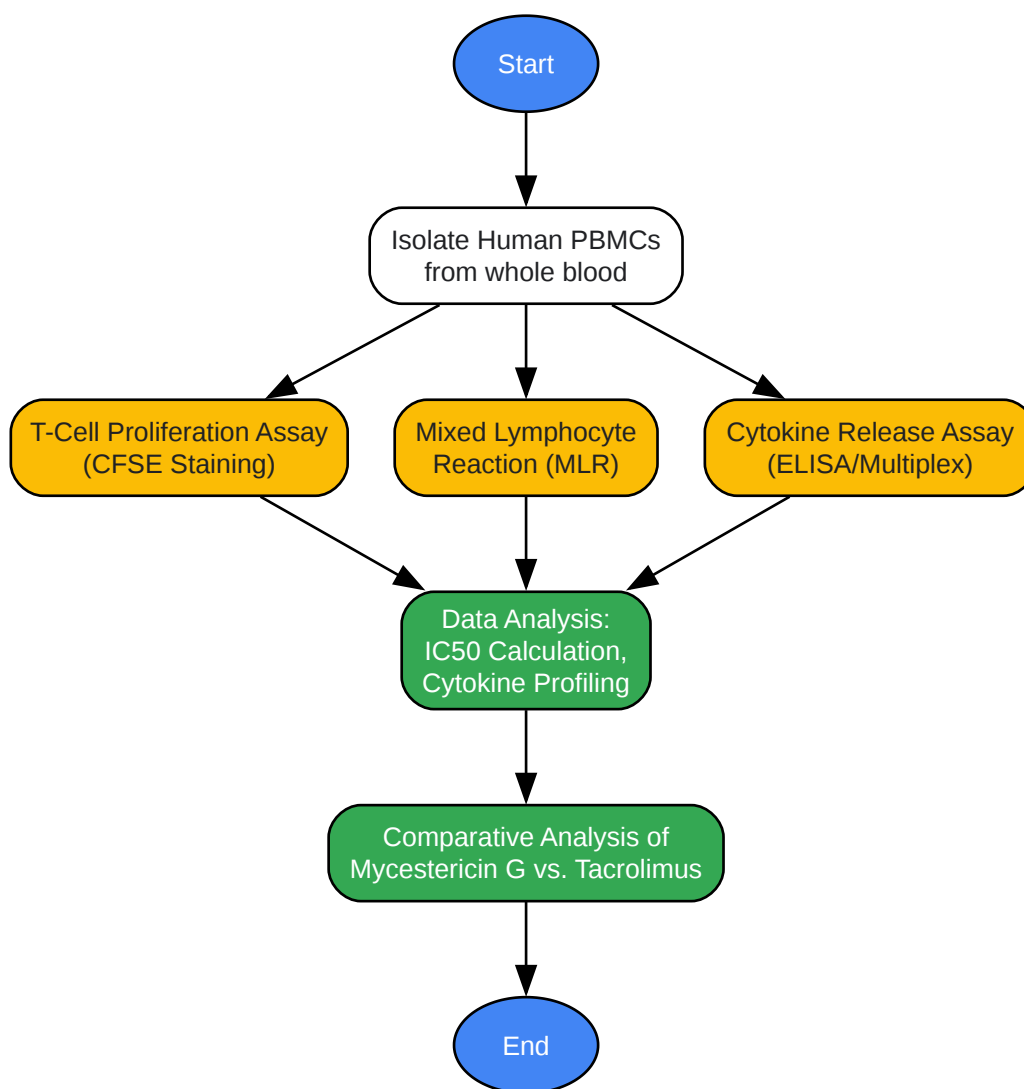 Start
Isolate Human PBMCs
from whole blood
T-Cell Proliferation Assay
(CFSE Staining)
Mixed Lymphocyte
Reaction (MLR)
Cytokine Release Assay
(ELISA/Multiplex)
Data Analysis:
IC50 Calculation,
Cytokine Profiling
Comparative Analysis of
Mycestericin G vs. Tacrolimus
End